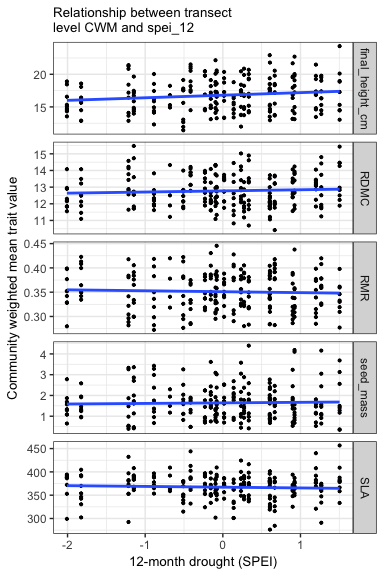 Relationship between transect
level CWM and spei_12
Community weighted mean trait value
20
15
final_height_cm
15
14
13
12
11
RDMC
0.45
0.40
0.35
0.30
RMR
4
3
2
1
seed_mass
450
400
350
300
SLA
-2
-1
0
1
12-month drought (SPEI)